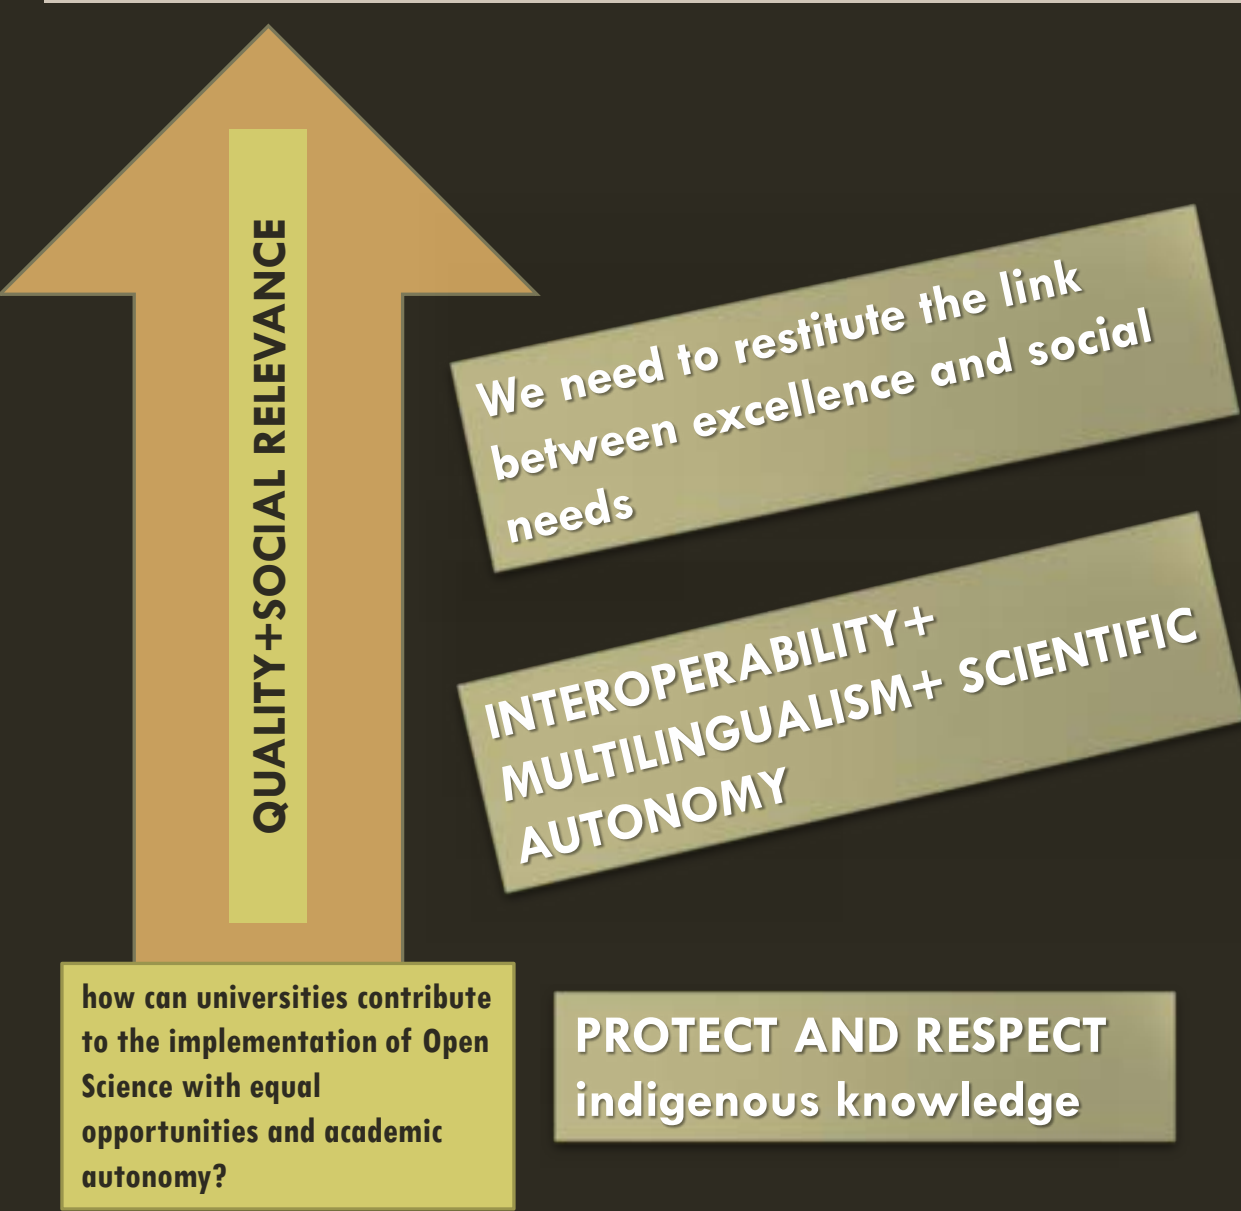 QUALITY+SOCIAL RELEVANCE
We need to restitute the link
between excellence and social
needs
INTEROPERABILITY+
MULTILINGUALISM+ SCIENTIFIC
AUTONOMY
how can universities contribute
to the implementation of Open
Science with equal
opportunities and academic
autonomy?
PROTECT AND RESPECT
indigenous knowledge